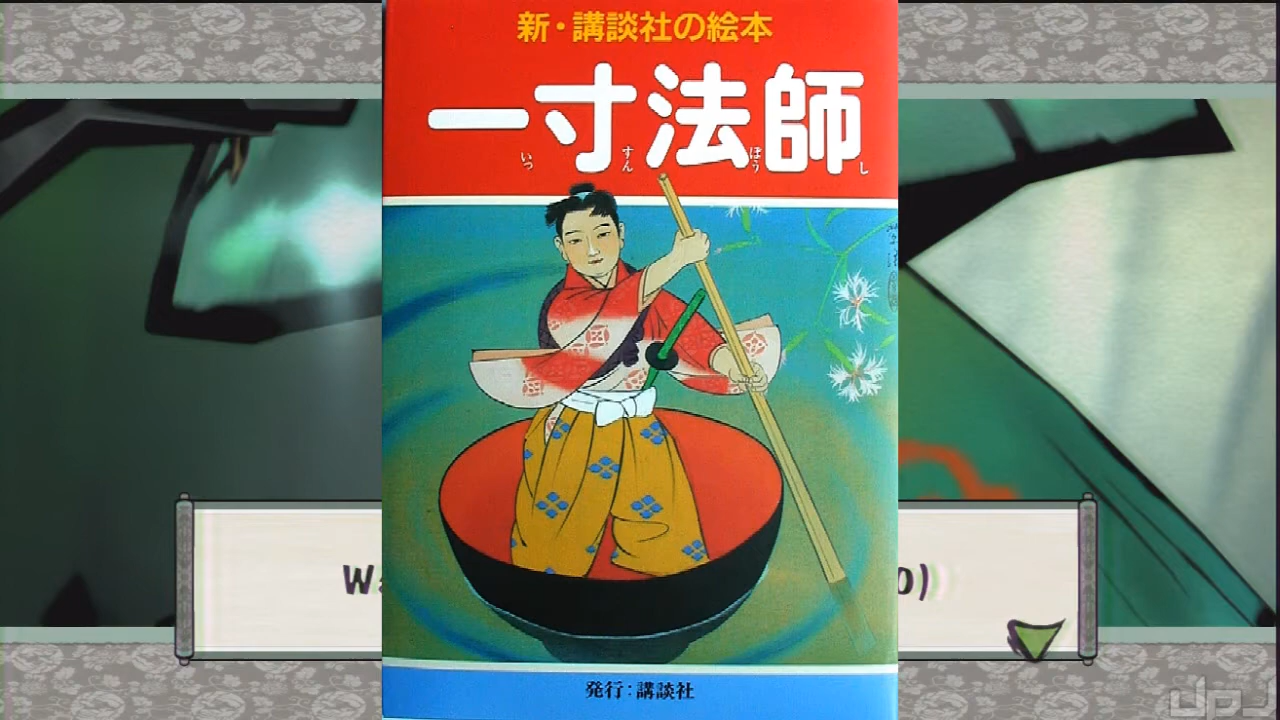 新・講談社の絵本
一寸法師
いっ すん ぼう し
発行:講談社
UPJ